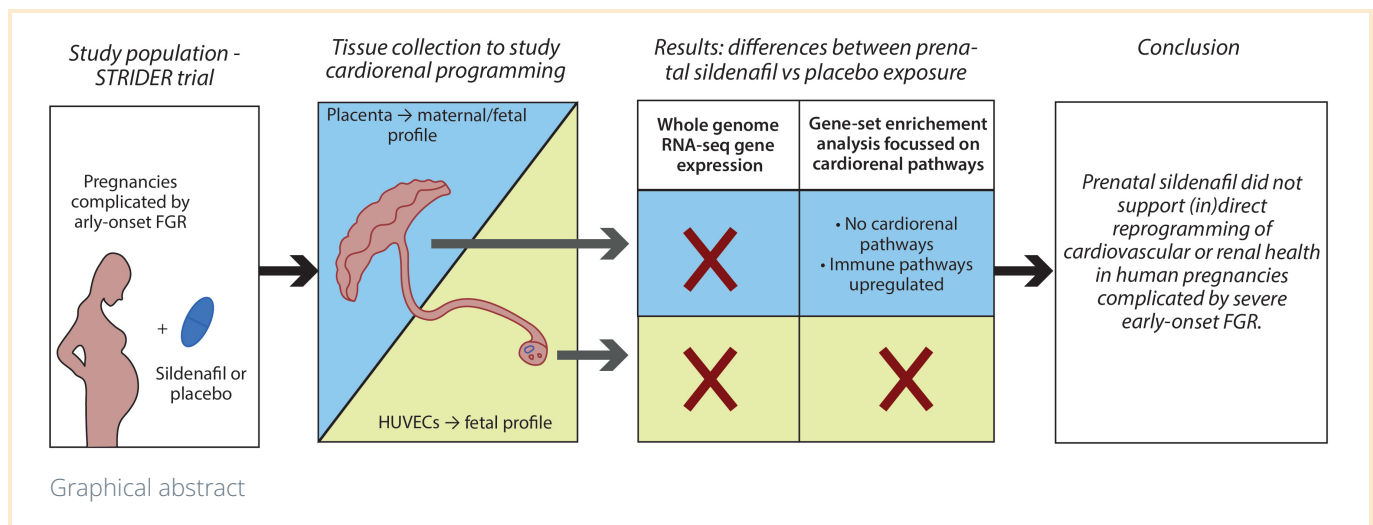 Study population -
STRIDER trial
Pregnancies
complicated by
arly-onset FGR
+
Sildenafil or
placebo
Tissue collection to study
cardiorenal programming
Placenta → maternal/fetal
profile
HUVECs → fetal profile
Results: differences between prena-
tal sildenafil vs placebo exposure
Whole genome
RNA-seq gene
expression
Gene-set enrichment
analysis focussed on
cardiorenal pathways
• No cardiorenal
pathways
• Immune pathways
upregulated
Conclusion
Prenatal sildenafil did not
support (in)direct
reprogramming of
cardiovascular or renal health
in human pregnancies
complicated by severe
early-onset FGR.
Graphical abstract